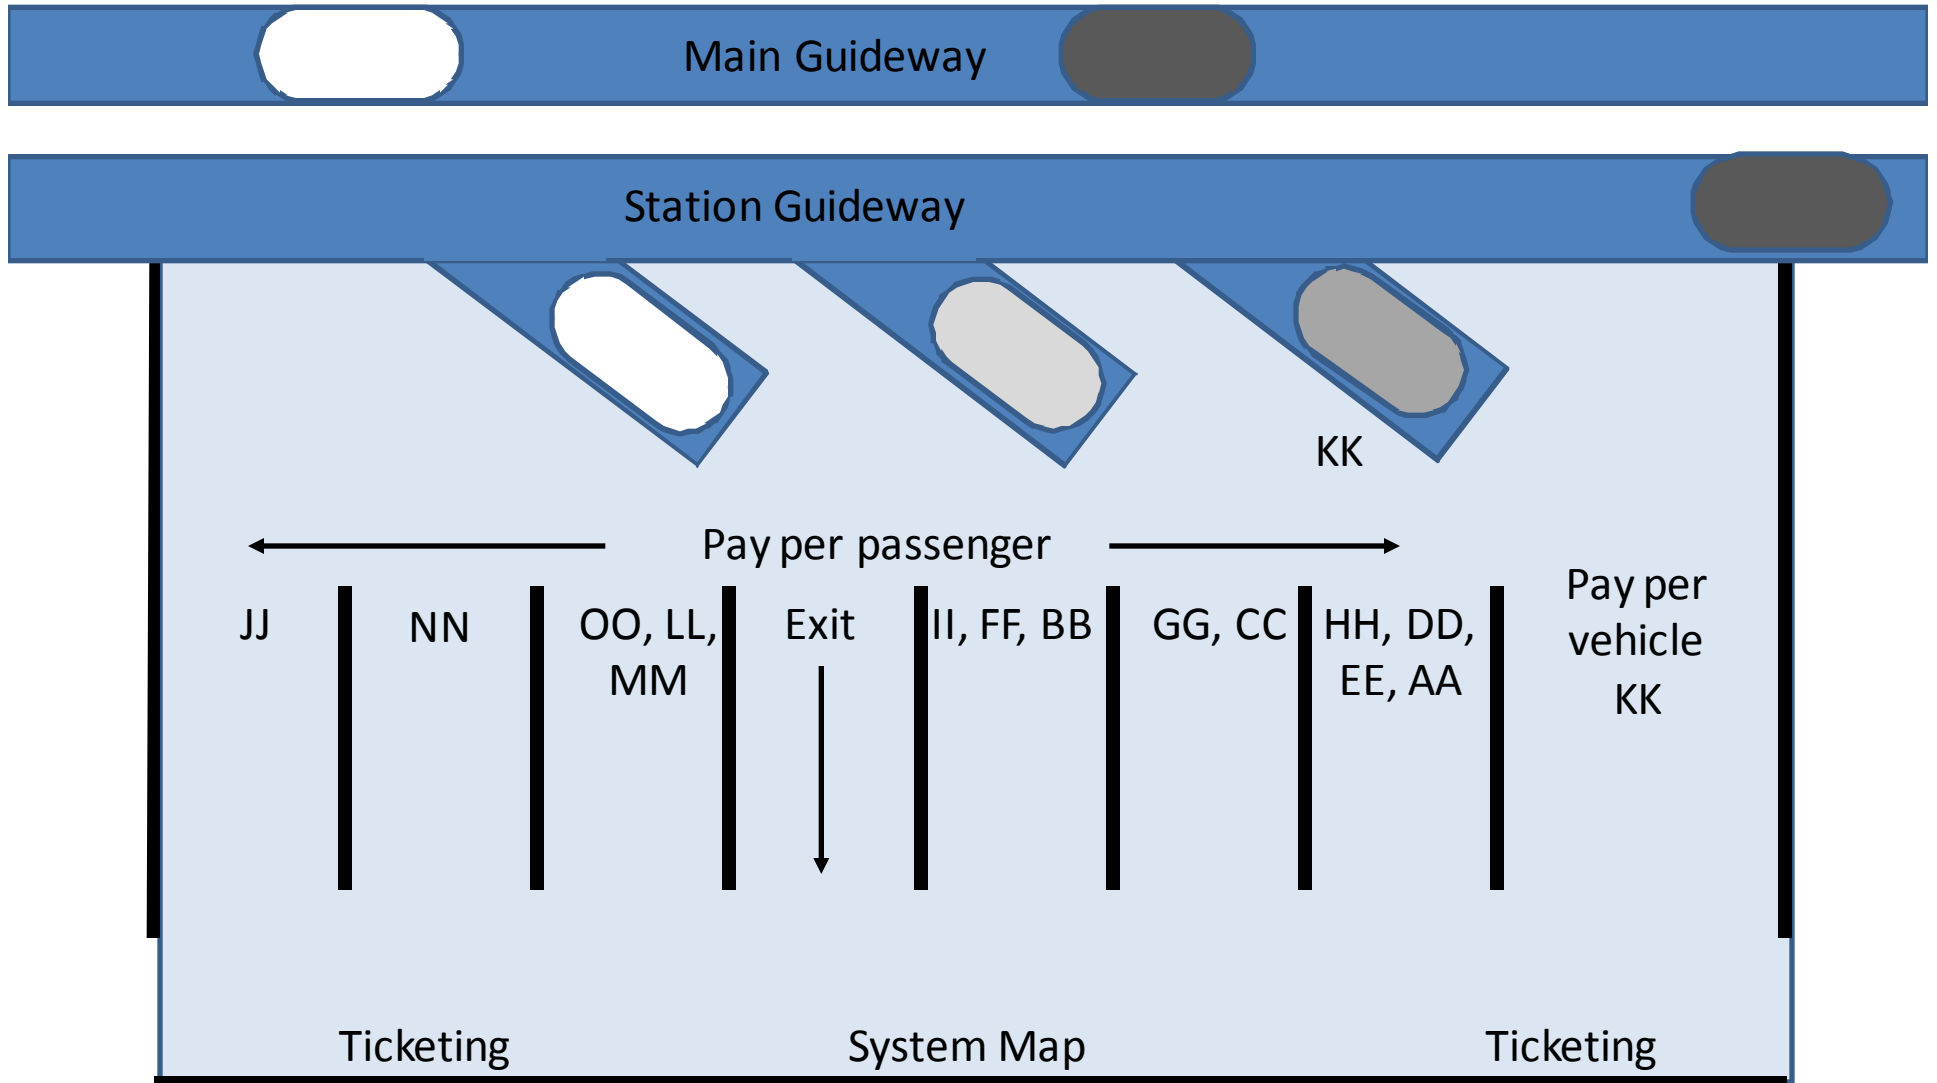 Main Guideway
Station Guideway
KK
Pay per passenger
Pay per
vehicle
KK
JJ
NN
OO, LL,
MM
Exit
II, FF, BB
GG, CC
HH, DD,
EE, AA
Ticketing
System Map
Ticketing